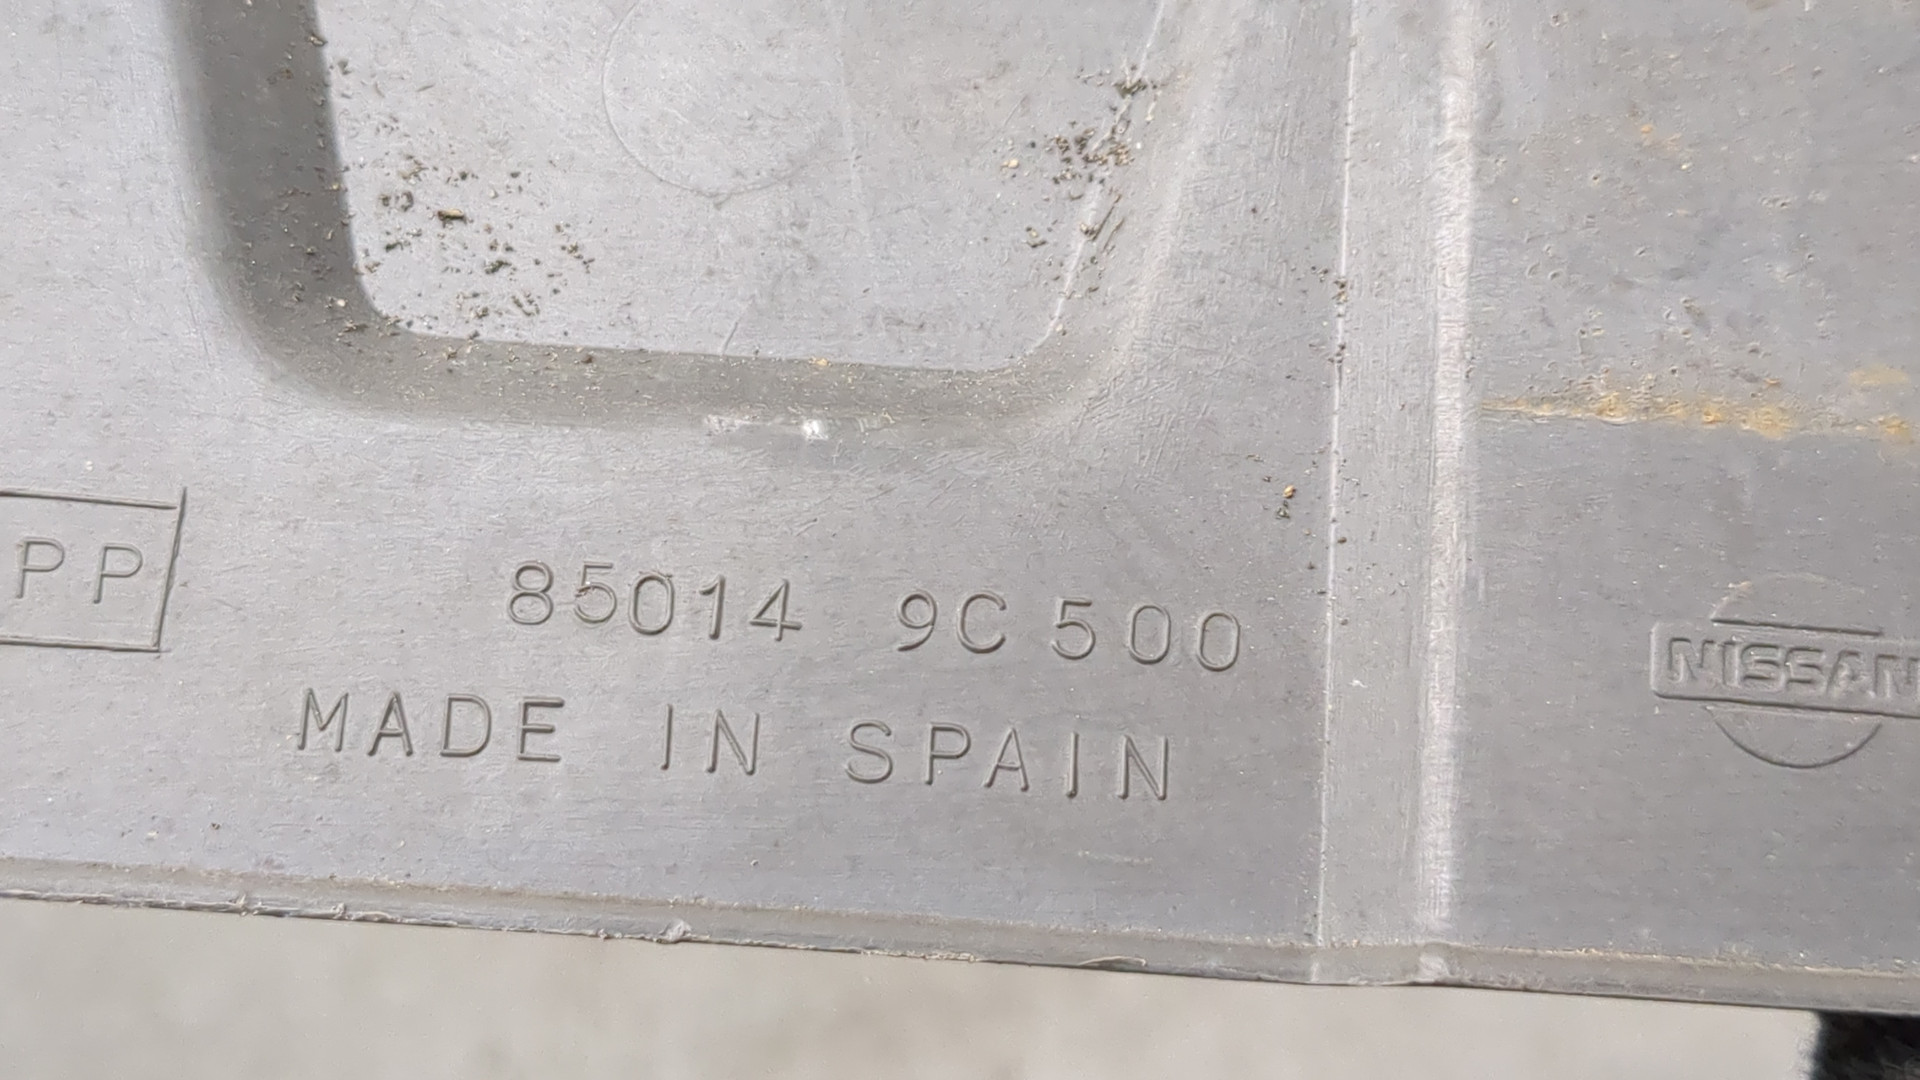 PP
85014 9C500
MADE IN SPAIN
NISSAN